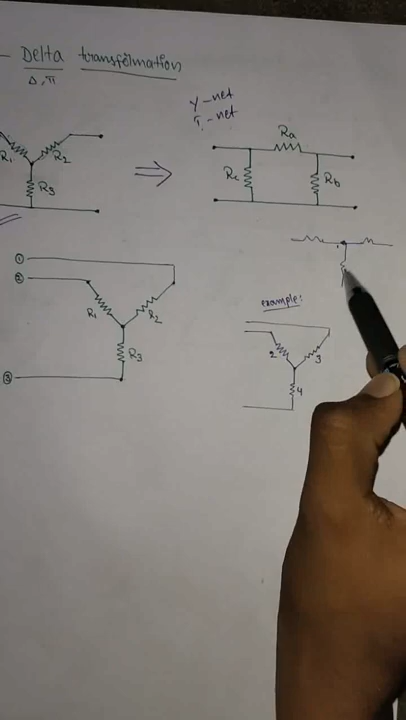 - Delta transformation
Δ, π
Y-net
T-net
R1
R2
R3
Ra
Rc
Rb
①
②
R1
R2
R3
③
example:
2
3
4